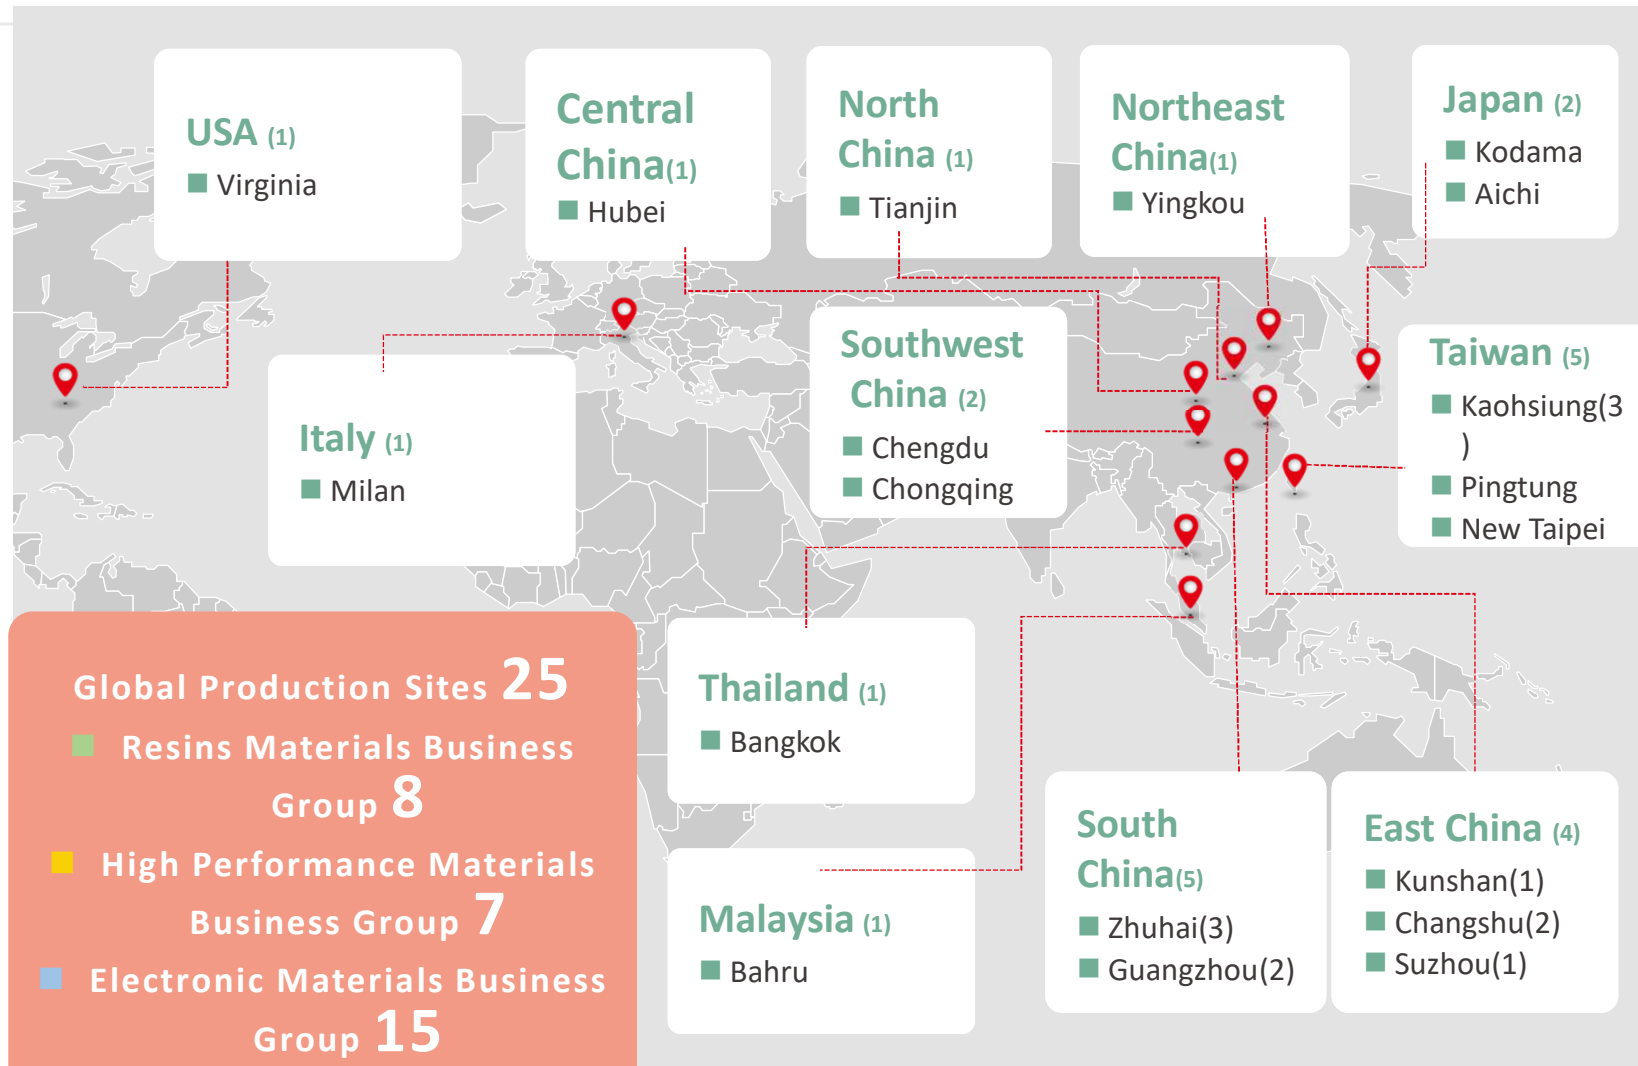 USA (1)
Virginia
Central
China(1)
Hubei
North
China (1)
Tianjin
Northeast
China(1)
Yingkou
Japan (2)
Kodama
Aichi
Italy (1)
Milan
Southwest
China (2)
Chengdu
Chongqing
Taiwan (5)
Kaohsiung(3
)
Pingtung
New Taipei
Global Production Sites 25
Resins Materials Business
Group 8
High Performance Materials
Business Group 7
Electronic Materials Business
Group 15
Thailand (1)
Bangkok
Malaysia (1)
Bahru
South
China(5)
Zhuhai(3)
Guangzhou(2)
East China (4)
Kunshan(1)
Changshu(2)
Suzhou(1)